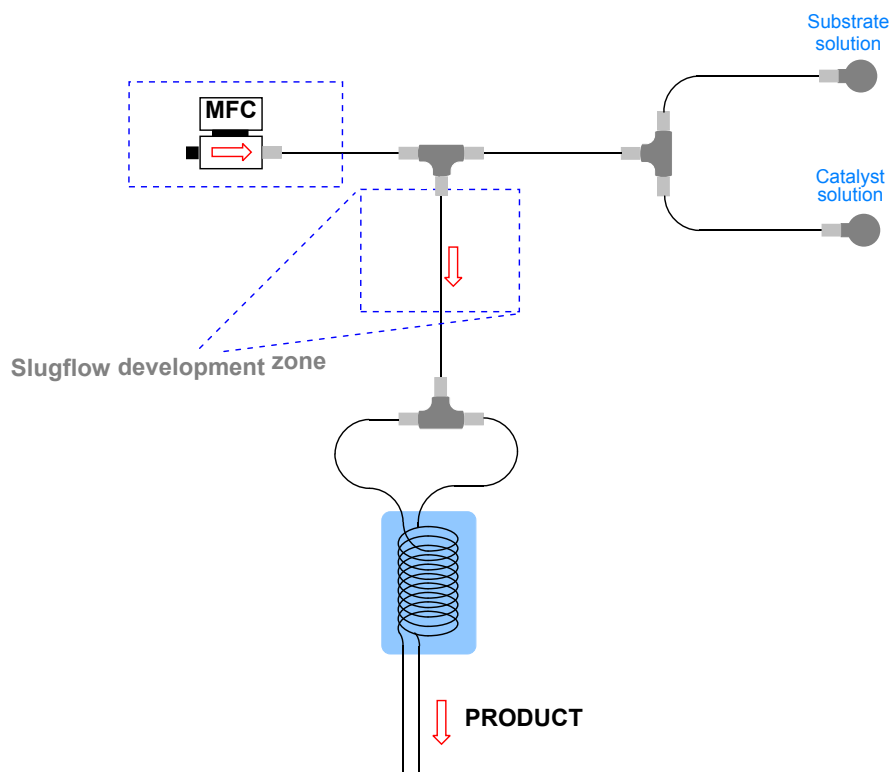 Substrate
solution
MFC
Catalyst
solution
Slugflow development zone
PRODUCT